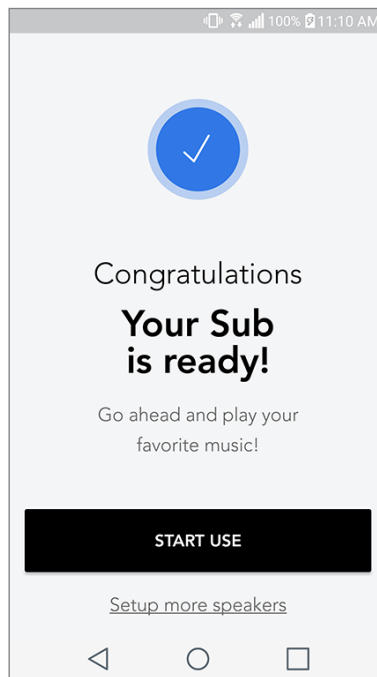 100% 11:10 AM
Congratulations
Your Sub
is ready!
Go ahead and play your
favorite music!
START USE
Setup more speakers